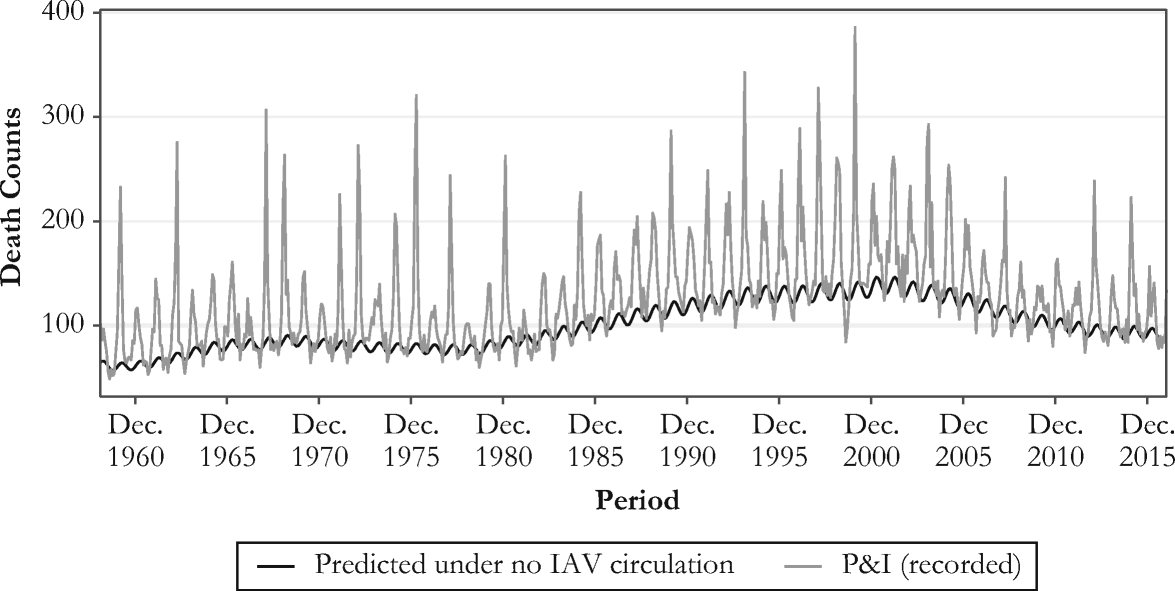 400
300
200
100
Death Counts
Dec. Dec. Dec. Dec. Dec. Dec. Dec. Dec. Dec. Dec Dec. Dec.
1960 1965 1970 1975 1980 1985 1990 1995 2000 2005 2010 2015
Period
Predicted under no IAV circulation P&I (recorded)